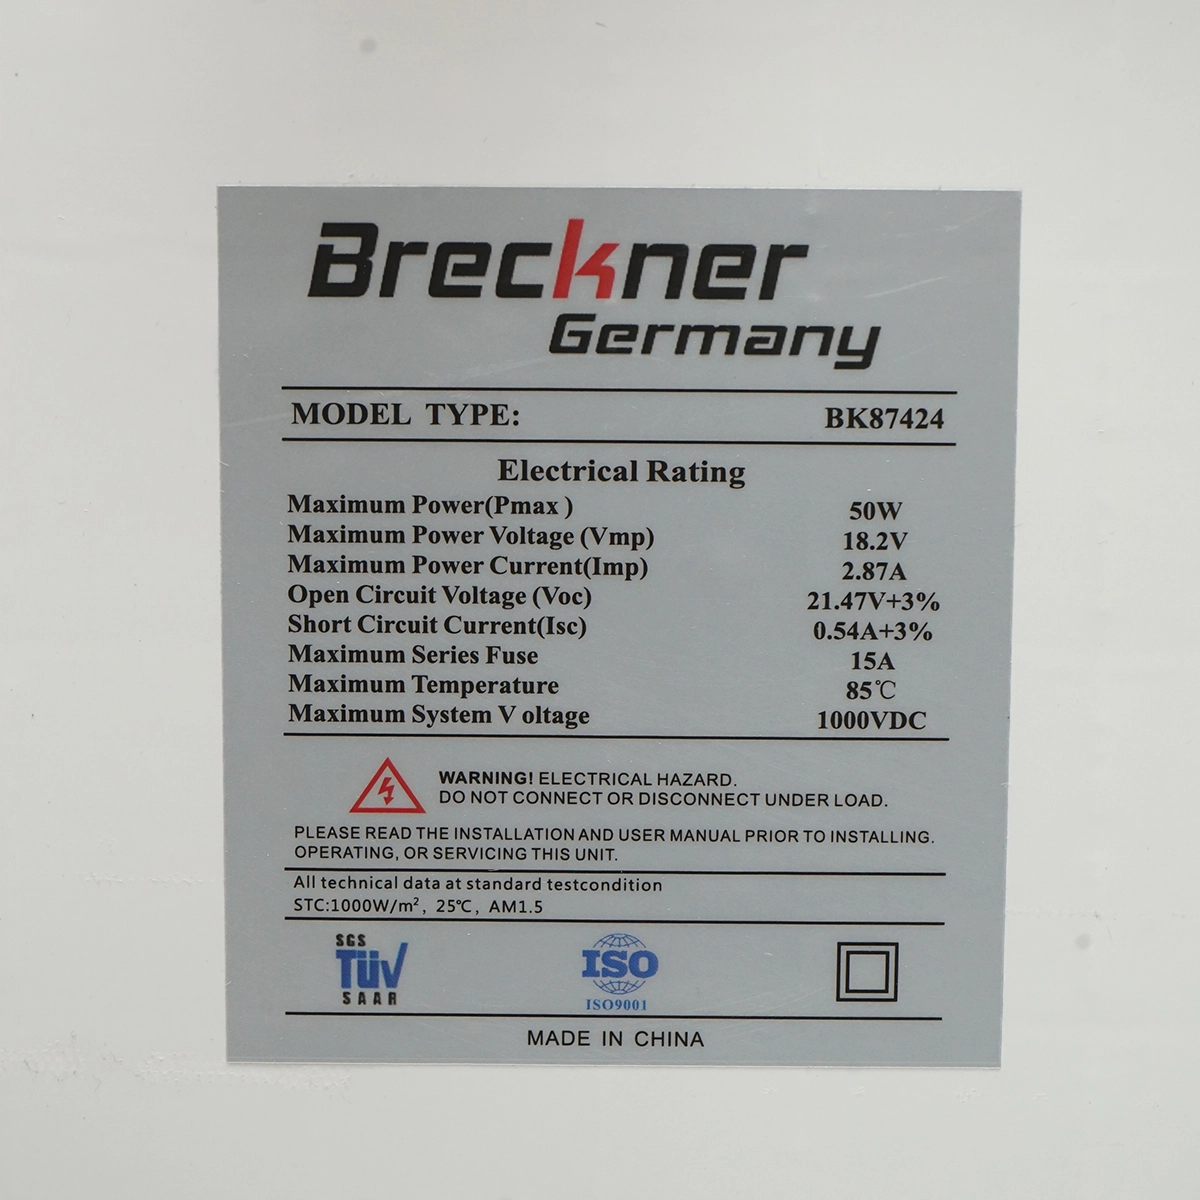 Breckner
Germany
MODEL TYPE: BK87424
Electrical Rating
Maximum Power(Pmax ) 50W
Maximum Power Voltage (Vmp) 18.2V
Maximum Power Current(Imp) 2.87A
Open Circuit Voltage (Voc) 21.47V+3%
Short Circuit Current(Isc) 0.54A+3%
Maximum Series Fuse 15A
Maximum Temperature 85℃
Maximum System V oltage 1000VDC
WARNING! ELECTRICAL HAZARD.
DO NOT CONNECT OR DISCONNECT UNDER LOAD.
PLEASE READ THE INSTALLATION AND USER MANUAL PRIOR TO INSTALLING.
OPERATING, OR SERVICING THIS UNIT.
All technical data at standard testcondition
STC:1000W/m², 25℃, AM1.5
SGS
TÜV
SAAR
ISO
ISO9001
MADE IN CHINA